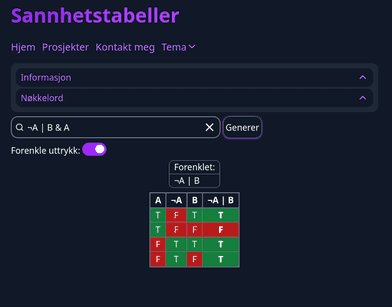 Sannhetstabeller
Hjem Prosjekter Kontakt meg Tema
Informasjon
Nøkkelord
¬A | B & A Generer
Forenkle uttrykk:
Forenklet:
¬A | B
A ¬A B ¬A | B
T F T T
T F F F
F T T T
F T F T